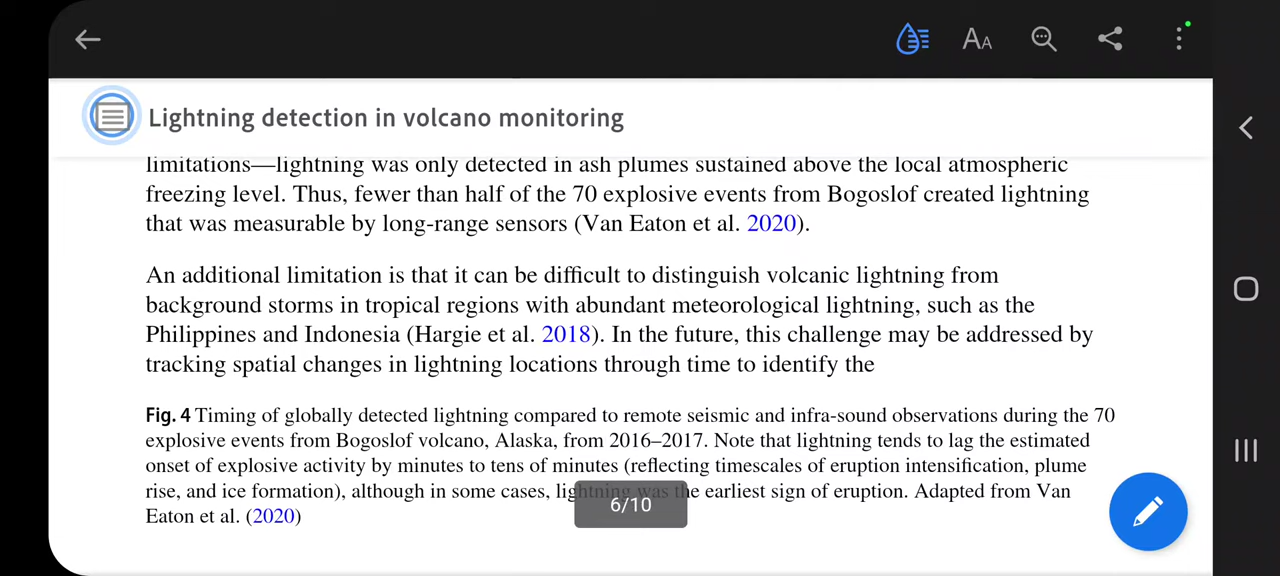 AA
Lightning detection in volcano monitoring
limitations—lightning was only detected in ash plumes sustained above the local atmospheric
freezing level. Thus, fewer than half of the 70 explosive events from Bogoslof created lightning
that was measurable by long-range sensors (Van Eaton et al. 2020).
An additional limitation is that it can be difficult to distinguish volcanic lightning from
background storms in tropical regions with abundant meteorological lightning, such as the
Philippines and Indonesia (Hargie et al. 2018). In the future, this challenge may be addressed by
tracking spatial changes in lightning locations through time to identify the
Fig. 4 Timing of globally detected lightning compared to remote seismic and infra-sound observations during the 70
explosive events from Bogoslof volcano, Alaska, from 2016–2017. Note that lightning tends to lag the estimated
onset of explosive activity by minutes to tens of minutes (reflecting timescales of eruption intensification, plume
rise, and ice formation), although in some cases, lightning was the earliest sign of eruption. Adapted from Van
Eaton et al. (2020)
6/10